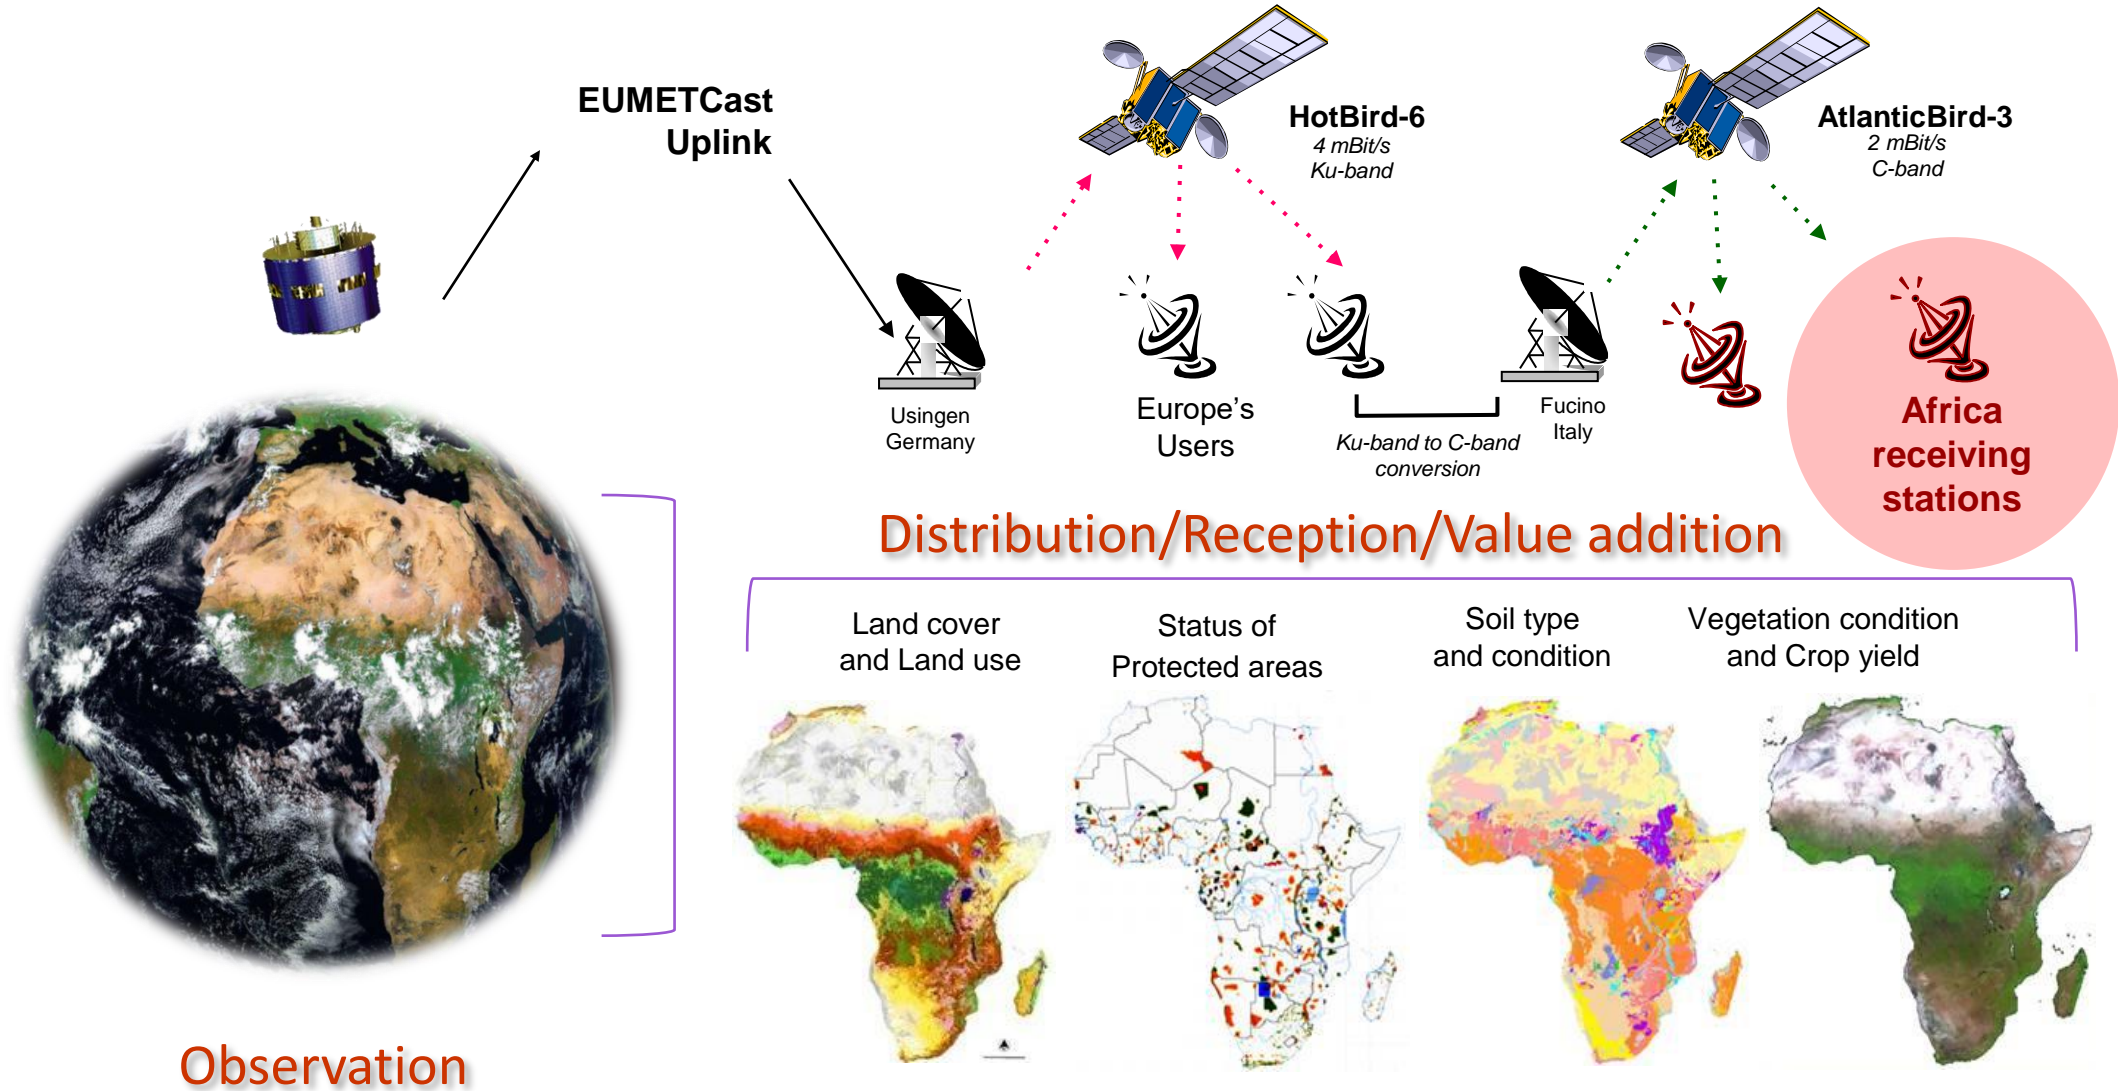 EUMETCast
Uplink
HotBird-6
4 mBit/s
Ku-band
AtlanticBird-3
2 mBit/s
C-band
Usingen
Germany
Europe’s
Users
Ku-band to C-band
conversion
Fucino
Italy
Africa
receiving
stations
Distribution/Reception/Value addition
Land cover
and Land use
Status of
Protected areas
Soil type
and condition
Vegetation condition
and Crop yield
Observation